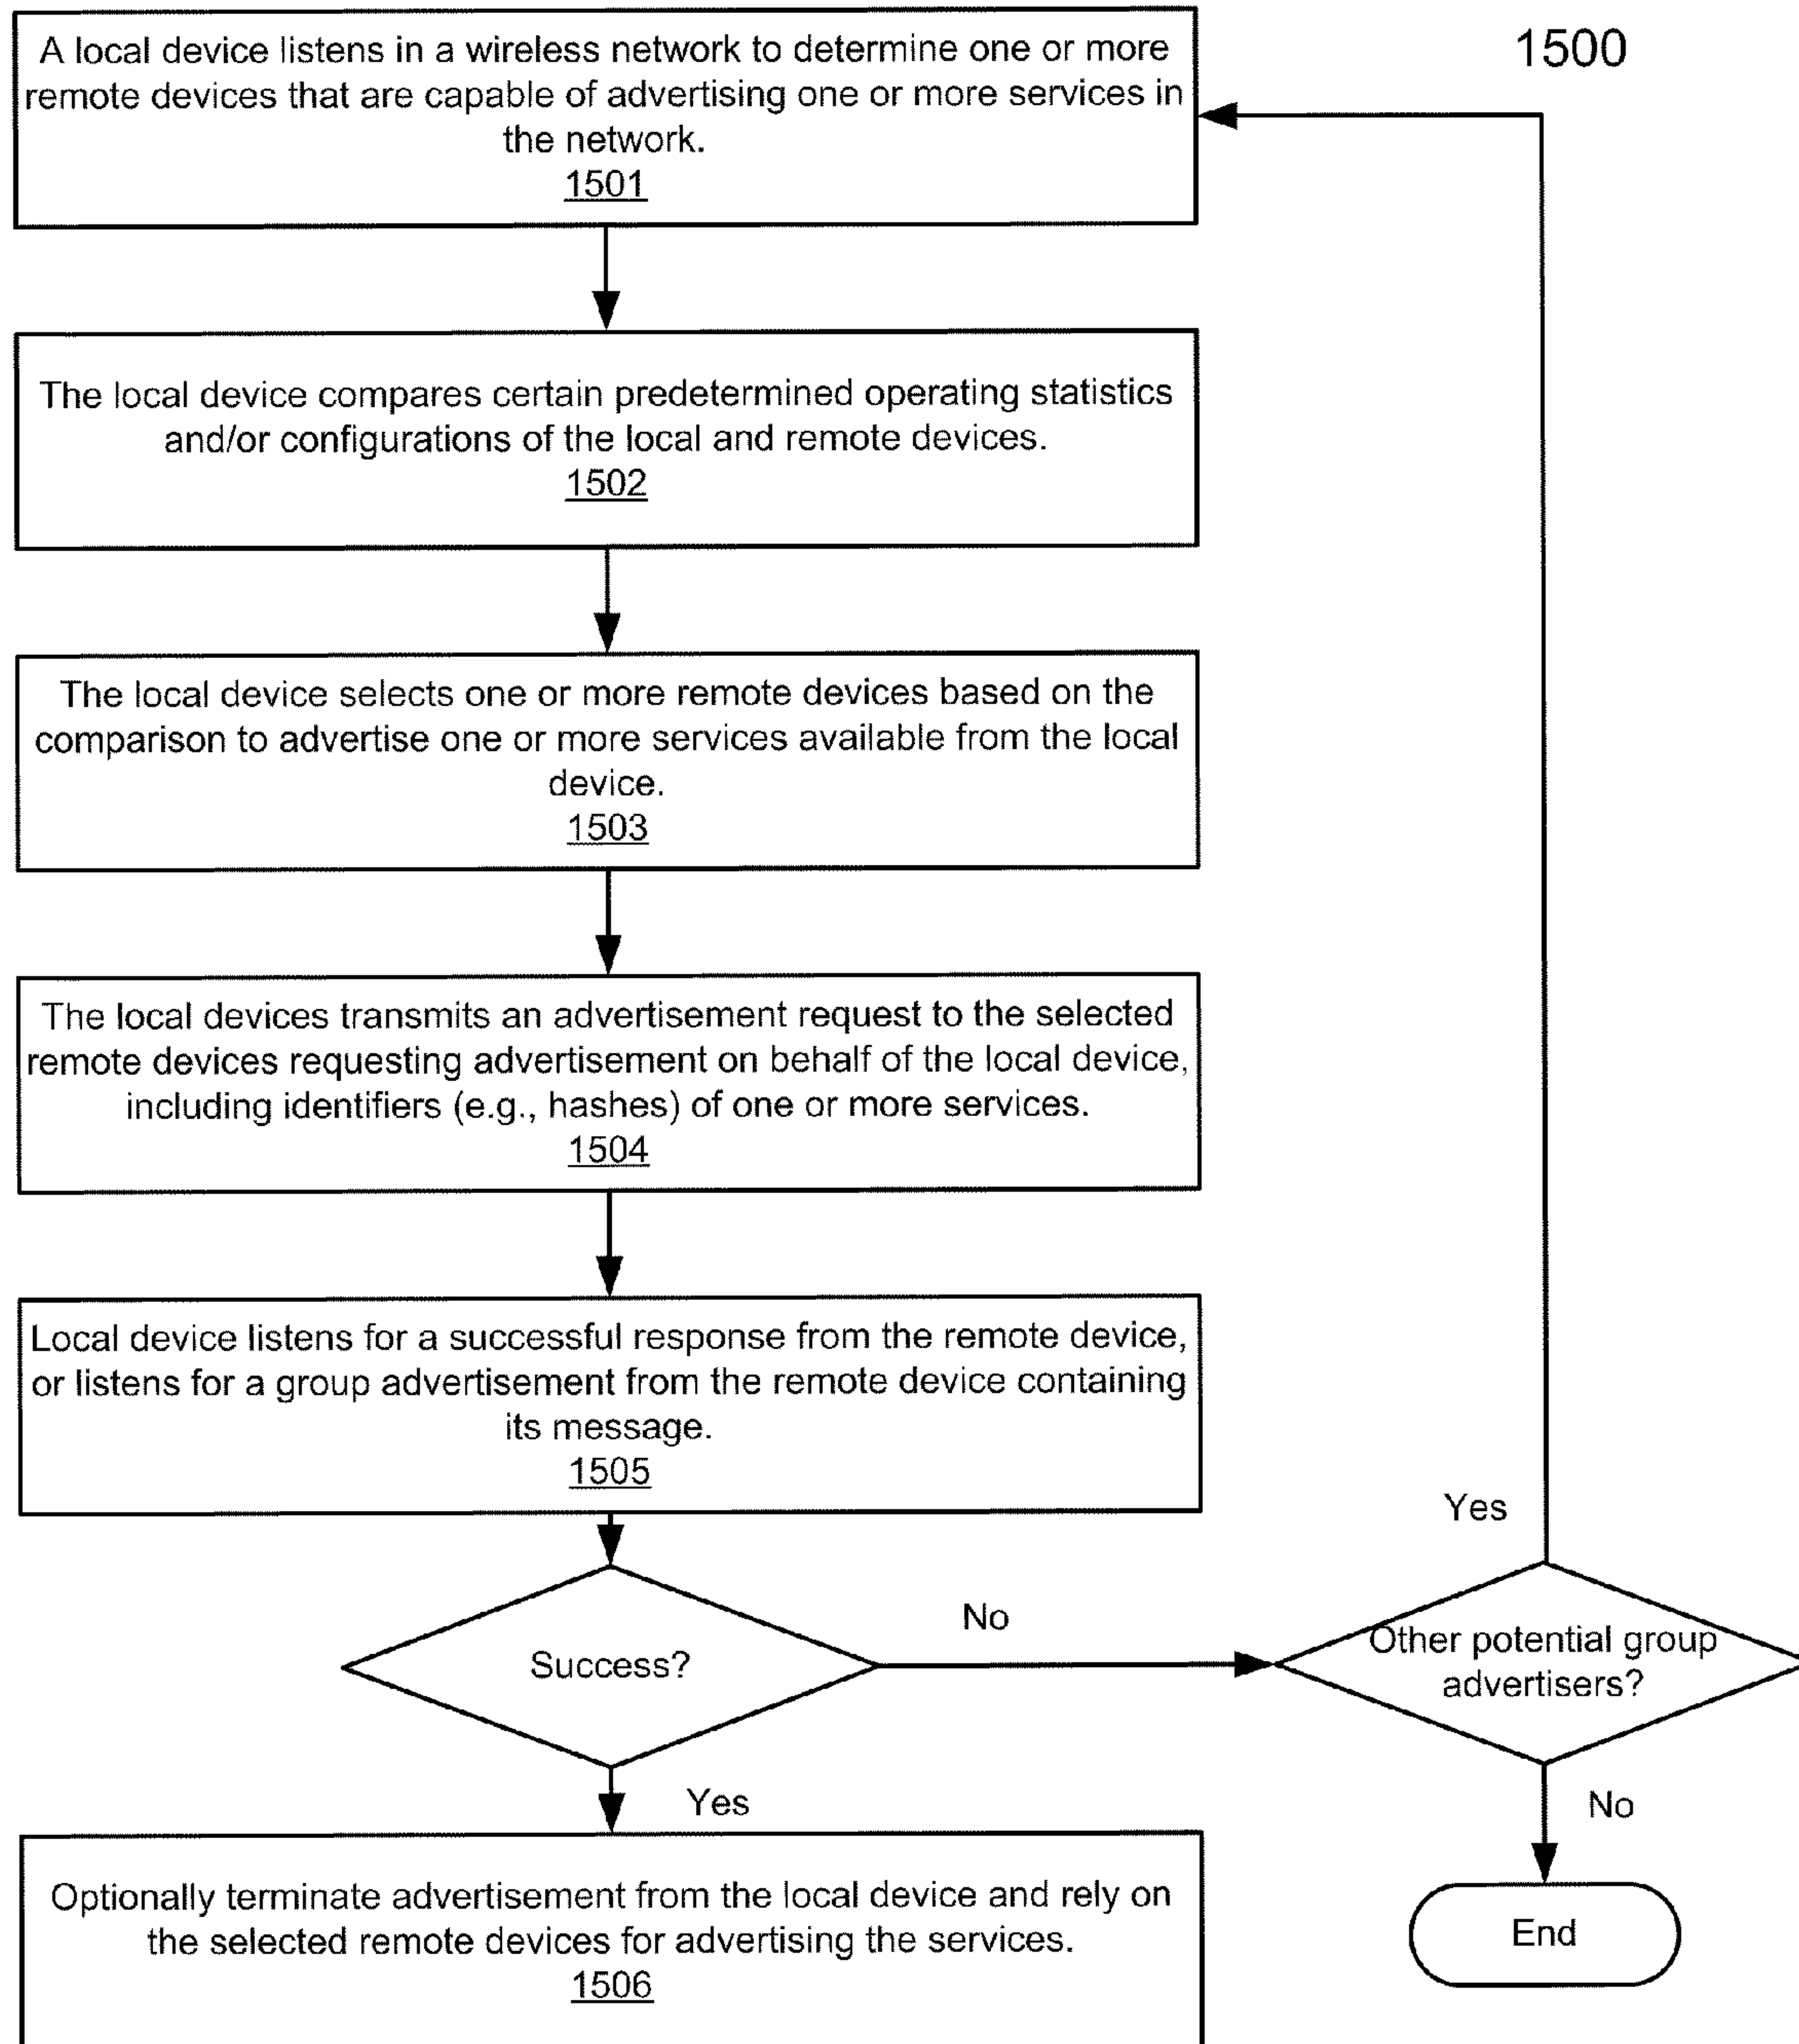 1500
A local device listens in a wireless network to determine one or more
remote devices that are capable of advertising one or more services in
the network.
1501
The local device compares certain predetermined operating statistics
and/or configurations of the local and remote devices.
1502
The local device selects one or more remote devices based on the
comparison to advertise one or more services available from the local
device.
1503
The local devices transmits an advertisement request to the selected
remote devices requesting advertisement on behalf of the local device,
including identifiers (e.g., hashes) of one or more services.
1504
Local device listens for a successful response from the remote device,
or listens for a group advertisement from the remote device containing
its message.
1505
Success?
No
Other potential group
advertisers?
Yes
Yes
No
Optionally terminate advertisement from the local device and rely on
the selected remote devices for advertising the services.
1506
End